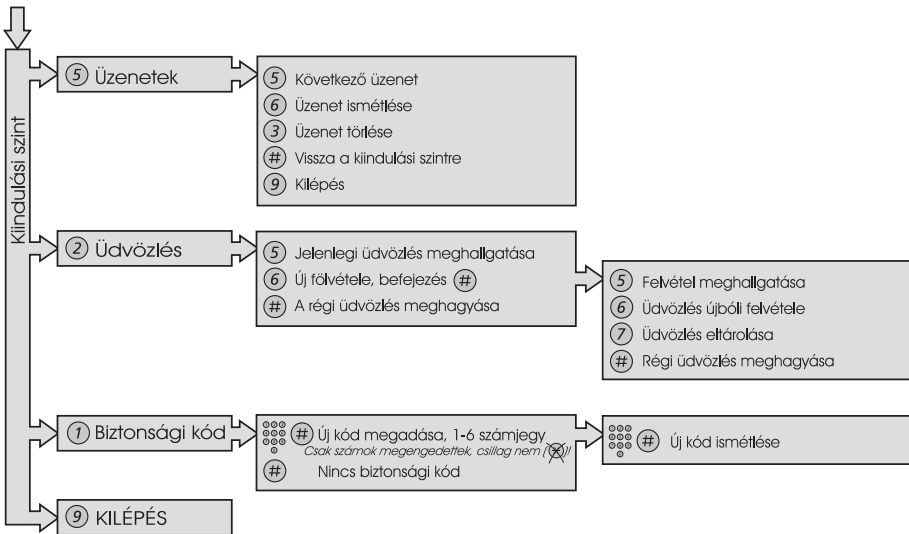 Kiindulási szint
5 Üzenetek
5 Következő üzenet
6 Üzenet ismétlése
3 Üzenet törlése
# Vissza a kiindulási szintre
9 Kilépés
2 Üdvözlés
5 Jelenlegi üdvözlés meghallgatása
6 Új fölvétele, befejezés #
# A régi üdvözlés meghagyása
5 Felvétel meghallgatása
6 Üdvözlés újbóli felvétele
7 Üdvözlés eltárolása
# Régi üdvözlés meghagyása
1 Biztonsági kód
# Új kód megadása, 1-6 számjegy
Csak számok megengedettek, csillag nem (*)!
# Nincs biztonsági kód
# Új kód ismétlése
9 KILÉPÉS